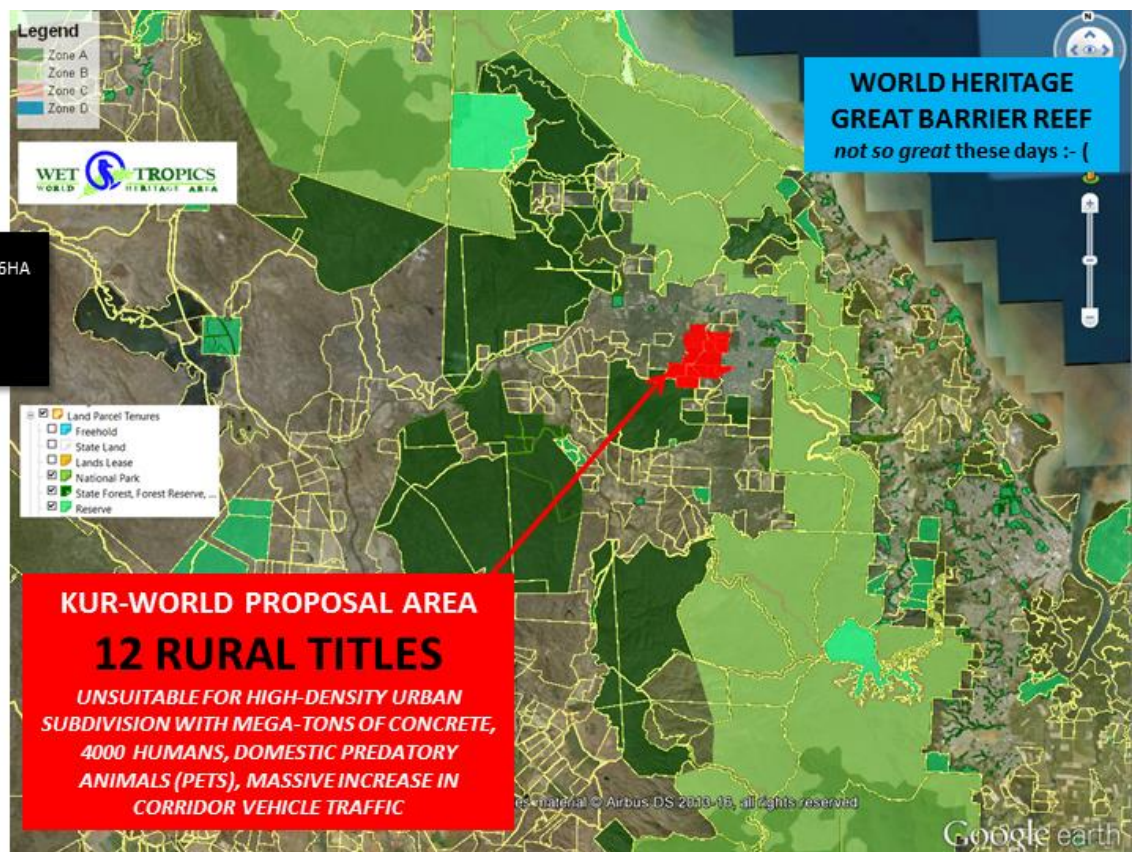 Legend
Zone A
Zone B
Zone C
Zone D
WET TROPICS
WORLD HERITAGE AREA
WORLD HERITAGE
GREAT BARRIER REEF
not so great these days :- (
N
HA
Land Parcel Tenures
Freehold
State Land
Lands Lease
National Park
State Forest, Forest Reserve, ...
Reserve
KUR-WORLD PROPOSAL AREA
12 RURAL TITLES
UNSUITABLE FOR HIGH-DENSITY URBAN
SUBDIVISION WITH MEGA-TONS OF CONCRETE,
4000 HUMANS, DOMESTIC PREDATORY
ANIMALS (PETS), MASSIVE INCREASE IN
CORRIDOR VEHICLE TRAFFIC
material © Airbus DS 2013-16, all rights reserved
Google earth